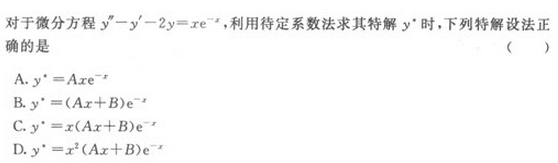 对于微分方程 y″−y′−2y=xe⁻ˣ,利用待定系数法求其特解 y* 时,下列特解设法正
确的是 ( )
A. y*=Axe⁻ˣ
B. y*=(Ax+B)e⁻ˣ
C. y*=x(Ax+B)e⁻ˣ
D. y*=x²(Ax+B)e⁻ˣ